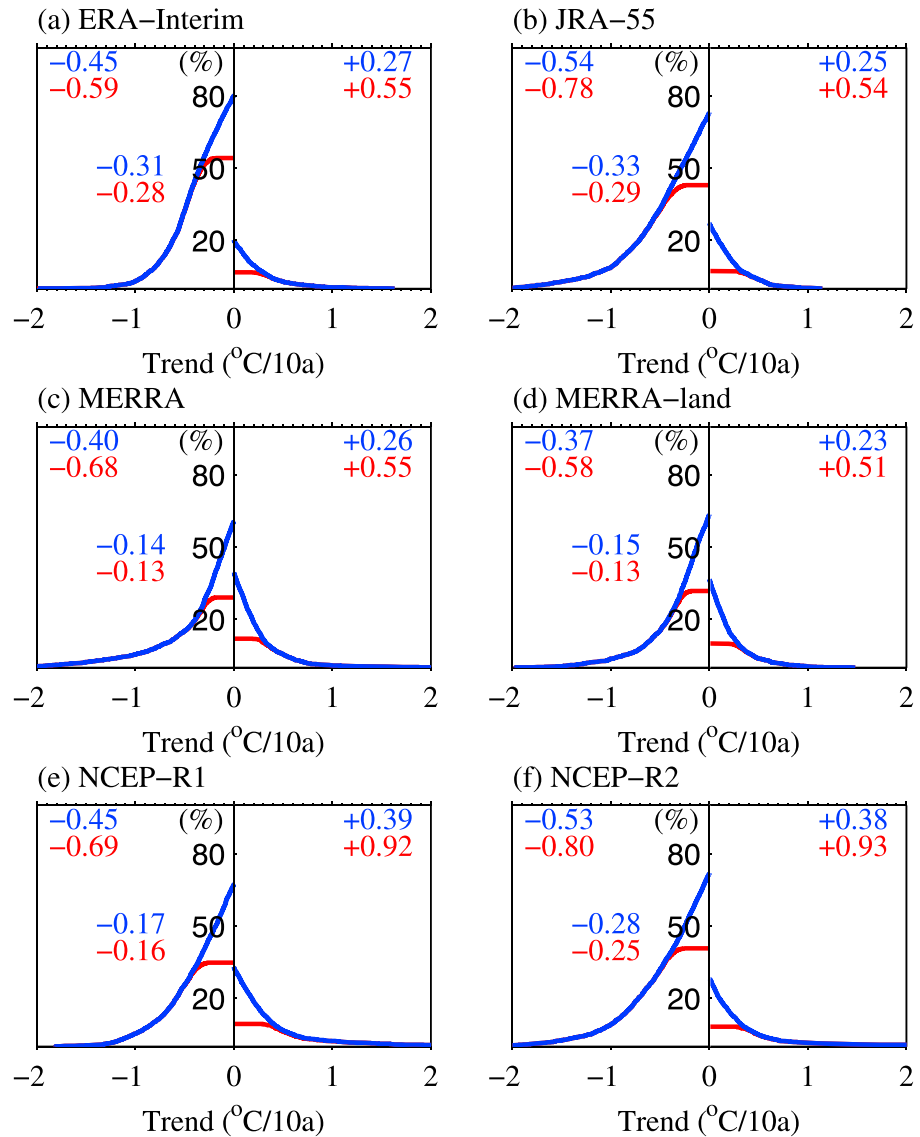 (a) ERA−Interim
−0.45 (%) +0.27
−0.59 +0.55
80
−0.31 50
−0.28
20
−2 −1 0 1 2
Trend (°C/10a)
(b) JRA−55
−0.54 (%) +0.25
−0.78 +0.54
80
−0.33 50
−0.29
20
−2 −1 0 1 2
Trend (°C/10a)
(c) MERRA
−0.40 (%) +0.26
−0.68 +0.55
80
−0.14 50
−0.13
20
−2 −1 0 1 2
Trend (°C/10a)
(d) MERRA−land
−0.37 (%) +0.23
−0.58 +0.51
80
−0.15 50
−0.13
20
−2 −1 0 1 2
Trend (°C/10a)
(e) NCEP−R1
−0.45 (%) +0.39
−0.69 +0.92
80
−0.17 50
−0.16
20
−2 −1 0 1 2
Trend (°C/10a)
(f) NCEP−R2
−0.53 (%) +0.38
−0.80 +0.93
80
−0.28 50
−0.25
20
−2 −1 0 1 2
Trend (°C/10a)